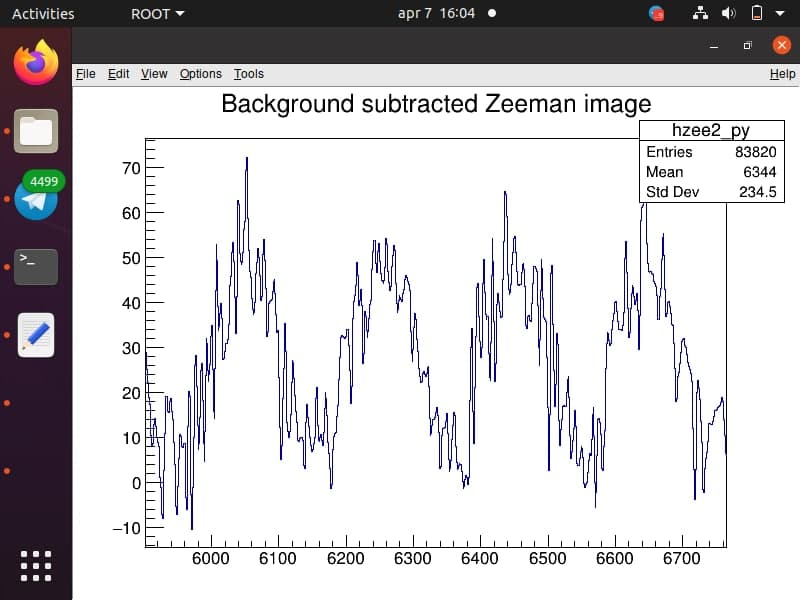 Activities ROOT apr 7 16:04
File Edit View Options Tools Help
Background subtracted Zeeman image
hzee2_py
Entries 83820
Mean 6344
Std Dev 234.5
4499
>_
70
60
50
40
30
20
10
0
−10
6000 6100 6200 6300 6400 6500 6600 6700